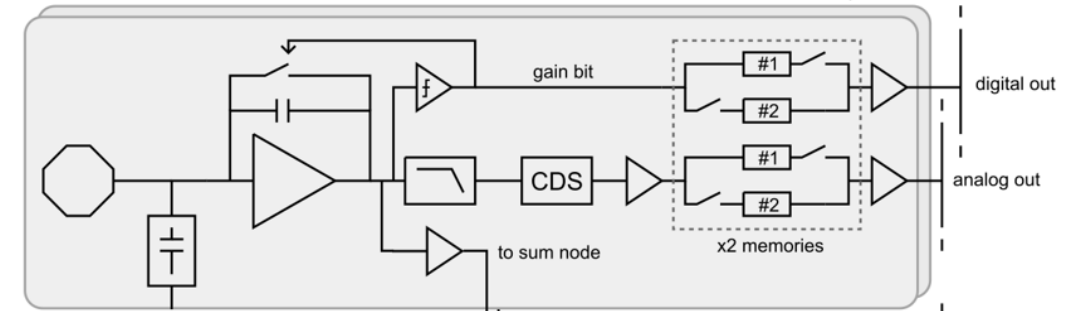 gain bit
#1
#2
digital out
#1
#2
analog out
CDS
to sum node
x2 memories